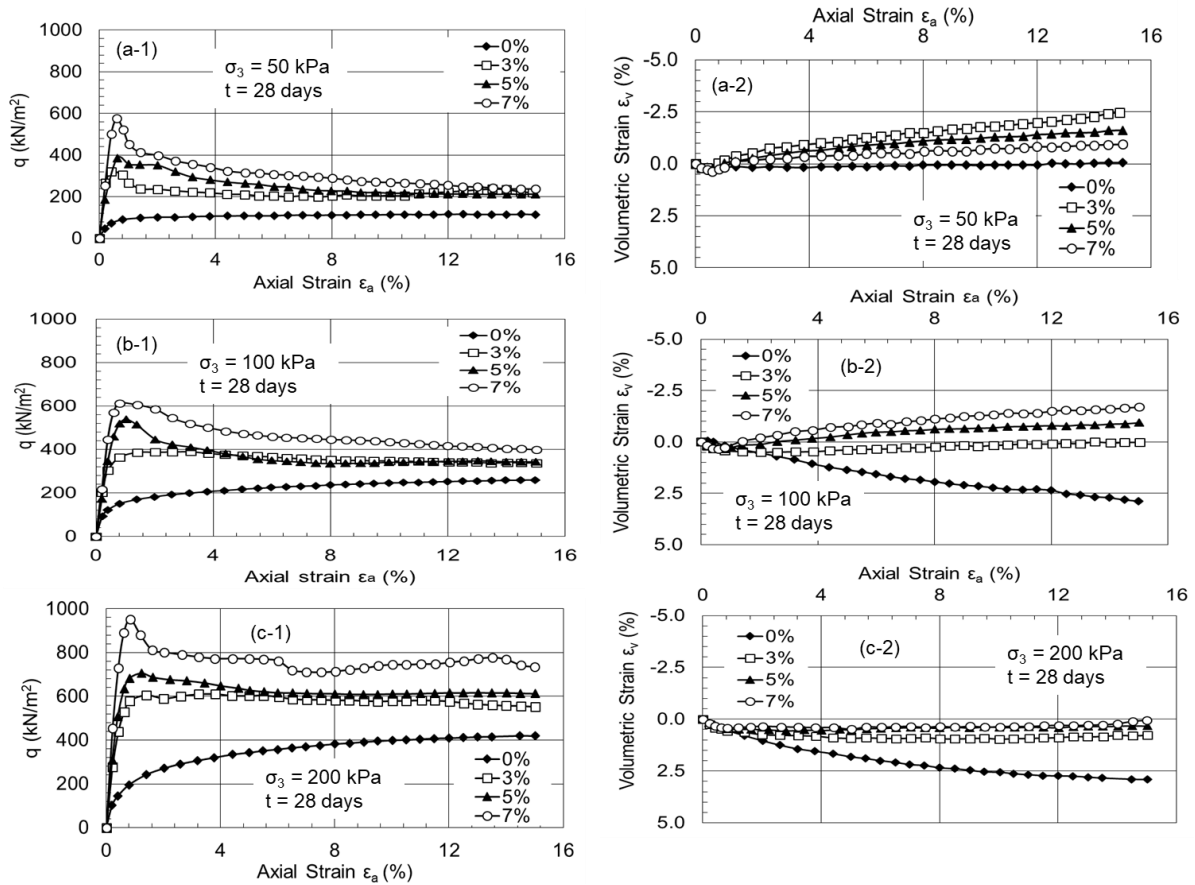 (a-1)
σ₃ = 50 kPa
t = 28 days
0%
3%
5%
7%
q (kN/m²)
1000
800
600
400
200
0
0
4
8
12
16
Axial Strain εₐ (%)
Axial Strain εₐ (%)
0
4
8
12
16
Volumetric Strain εᵥ (%)
-5.0
-2.5
0.0
2.5
5.0
(a-2)
σ₃ = 50 kPa
t = 28 days
0%
3%
5%
7%
(b-1)
σ₃ = 100 kPa
t = 28 days
0%
3%
5%
7%
q (kN/m²)
1000
800
600
400
200
0
0
4
8
12
16
Axial strain εₐ (%)
Axial Strain εa (%)
0
4
8
12
16
Volumetric Strain εᵥ (%)
-5.0
-2.5
0.0
2.5
5.0
0%
3%
5%
7%
(b-2)
σ₃ = 100 kPa
t = 28 days
(c-1)
q (kN/m²)
1000
800
600
400
200
0
σ₃ = 200 kPa
t = 28 days
0%
3%
5%
7%
0
4
8
12
16
Axial Strain εₐ (%)
Axial Strain εₐ (%)
0
4
8
12
16
Volumetric Strain εᵥ (%)
-5.0
-2.5
0.0
2.5
5.0
0%
3%
5%
7%
(c-2)
σ₃ = 200 kPa
t = 28 days